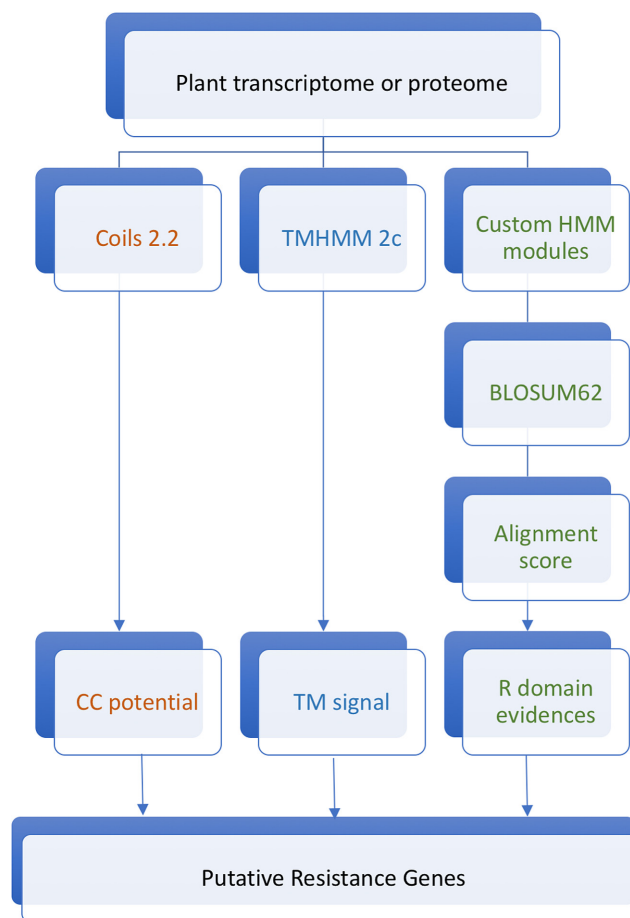 Plant transcriptome or proteome
Coils 2.2
TMHMM 2c
Custom HMM
modules
BLOSUM62
Alignment
score
CC potential
TM signal
R domain
evidences
Putative Resistance Genes